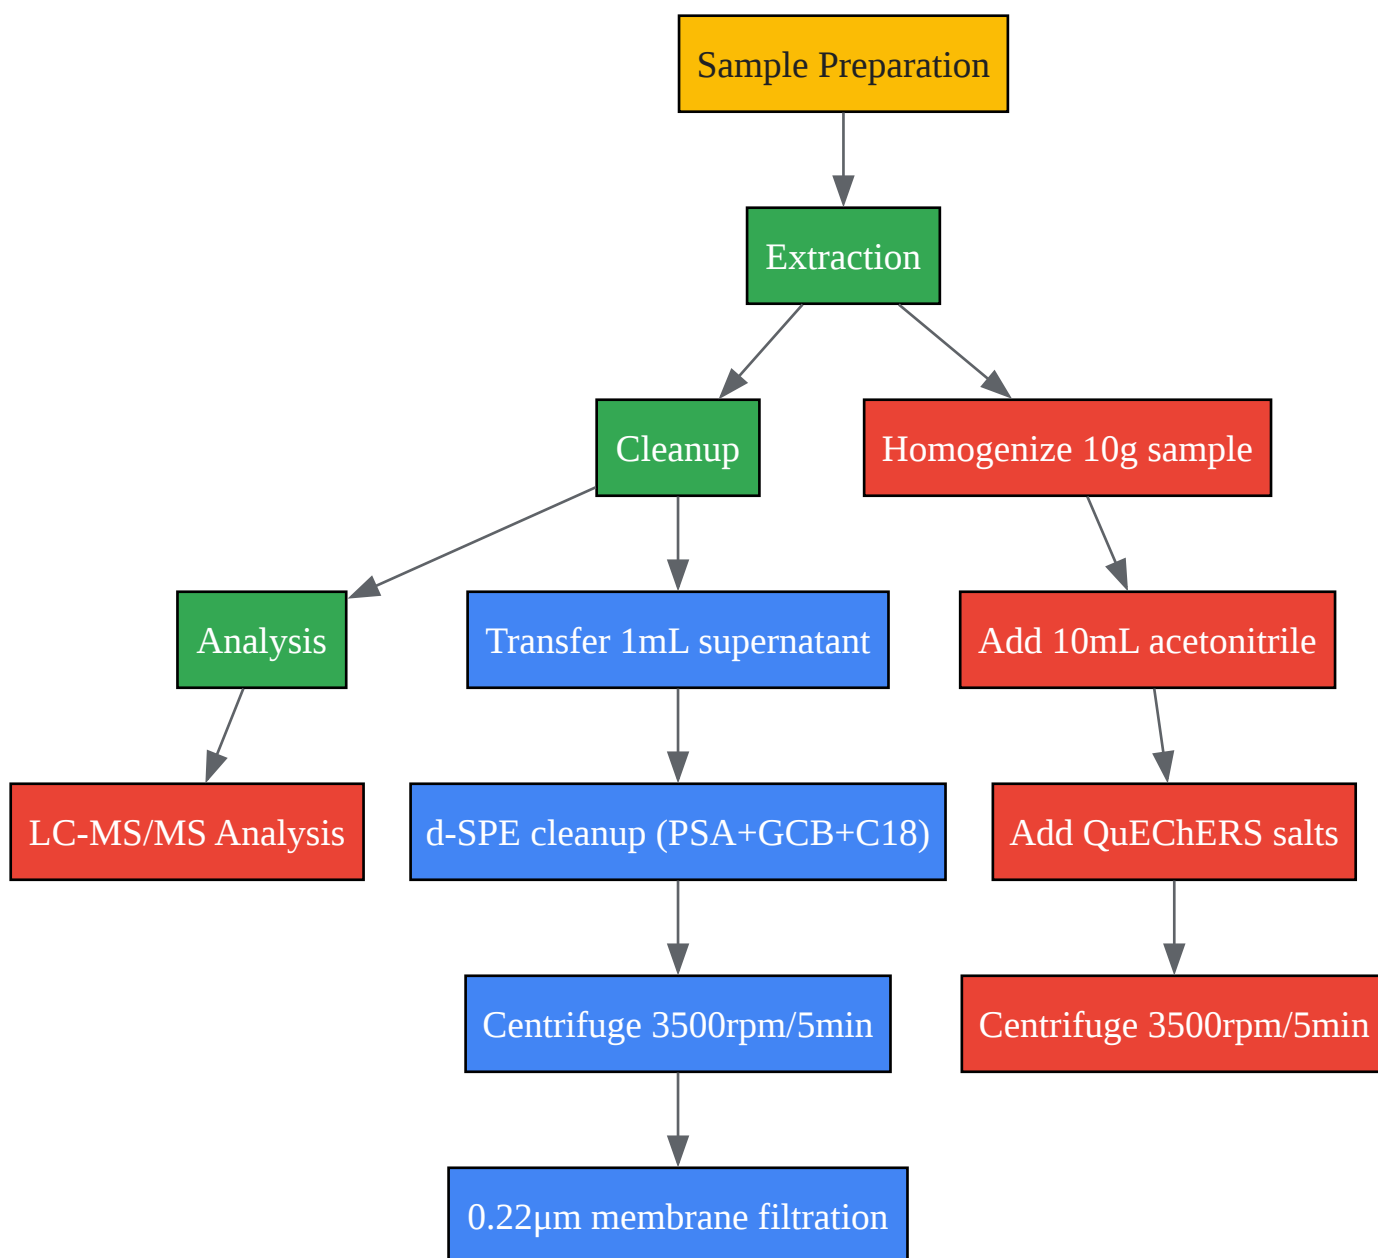 Sample Preparation
Extraction
Cleanup
Homogenize 10g sample
Analysis
Transfer 1mL supernatant
Add 10mL acetonitrile
LC-MS/MS Analysis
d-SPE cleanup (PSA+GCB+C18)
Add QuEChERS salts
Centrifuge 3500rpm/5min
Centrifuge 3500rpm/5min
0.22μm membrane filtration